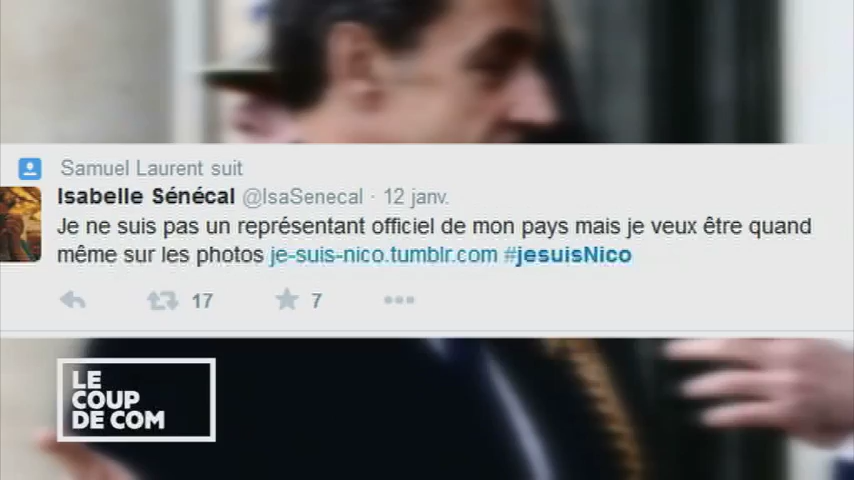 Samuel Laurent suit
Isabelle Sénécal @IsaSenecal · 12 janv.
Je ne suis pas un représentant officiel de mon pays mais je veux être quand
même sur les photos je-suis-nico.tumblr.com #jesuisNico
17 7
LE
COUP
DE COM